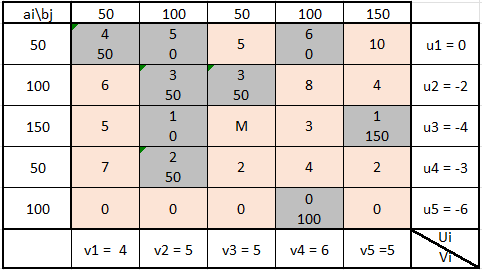 ai\bj 50 100 50 100 150
50 4 5 5 6 10 u1 = 0
50 0 0
100 6 3 3 8 4 u2 = -2
50 50
150 5 1 M 3 1 u3 = -4
0 150
50 7 2 2 4 2 u4 = -3
50
100 0 0 0 0 0 u5 = -6
100
v1 = 4 v2 = 5 v3 = 5 v4 = 6 v5 =5 Ui
Vi